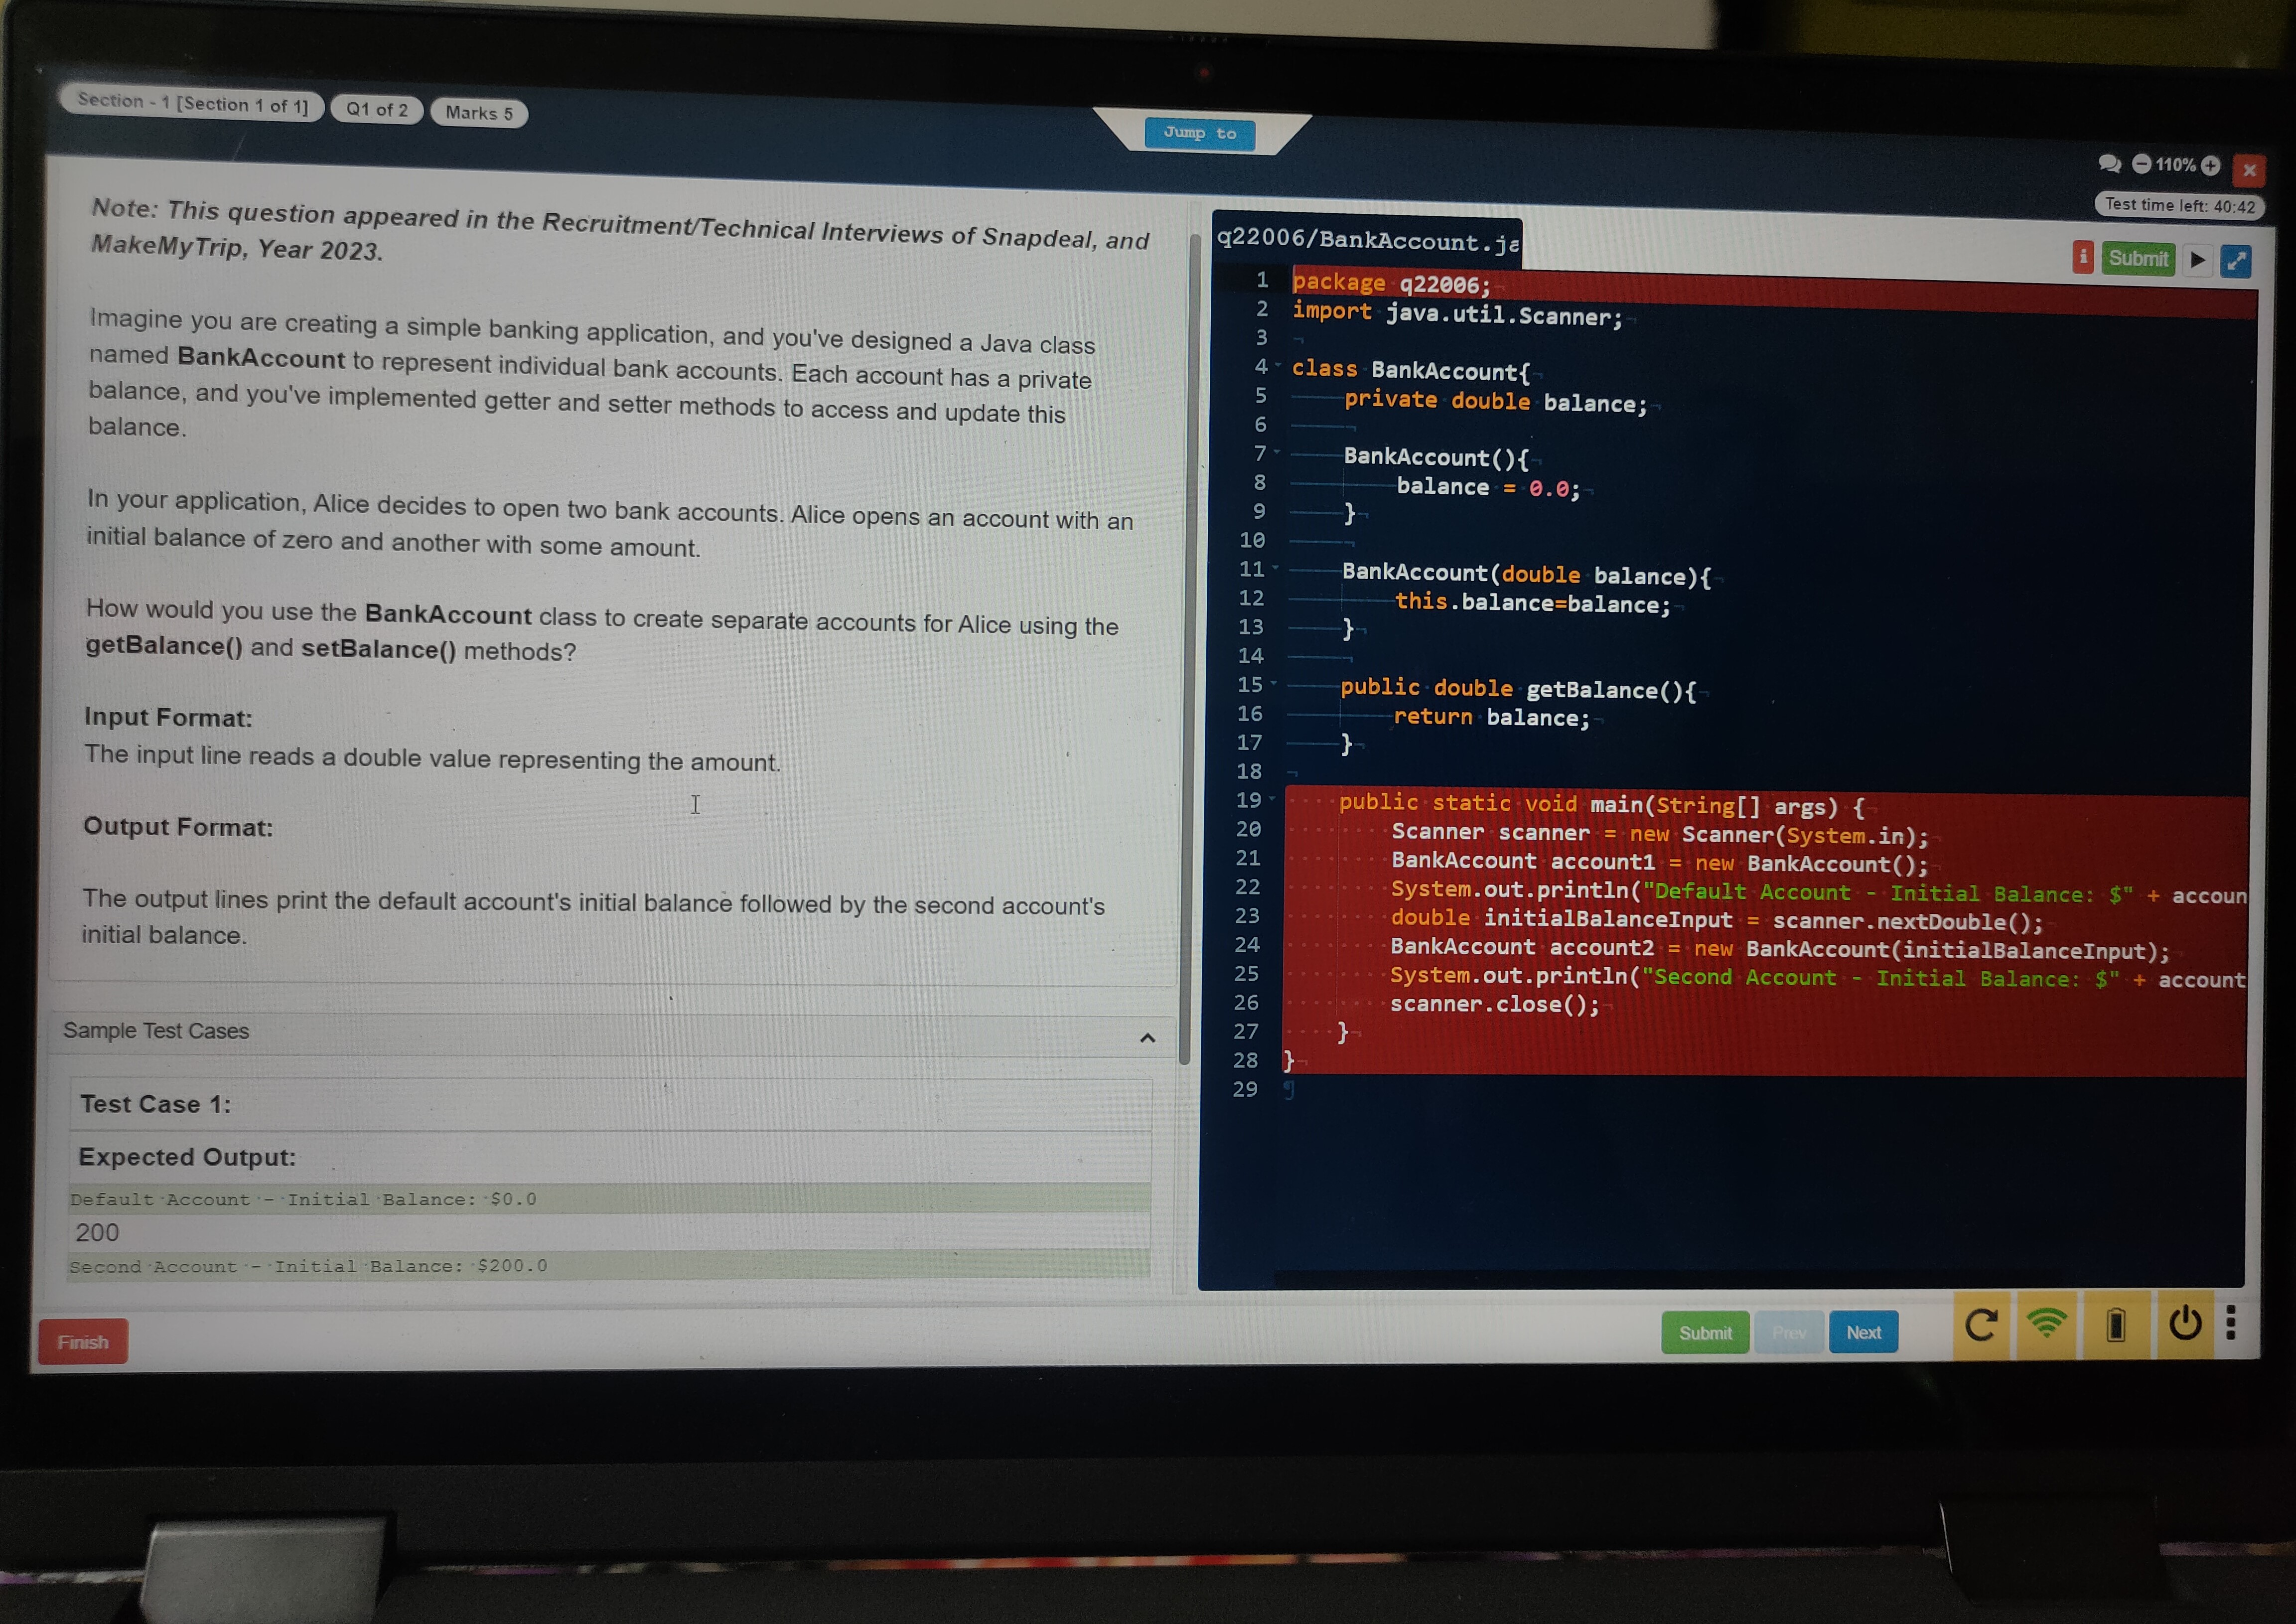 Section - 1 [Section 1 of 1] Q1 of 2 Marks 5
Jump to
110%
Test time left: 40:42
Note: This question appeared in the Recruitment/Technical Interviews of Snapdeal, and
MakeMyTrip, Year 2023.
Imagine you are creating a simple banking application, and you've designed a Java class
named BankAccount to represent individual bank accounts. Each account has a private
balance, and you've implemented getter and setter methods to access and update this
balance.
In your application, Alice decides to open two bank accounts. Alice opens an account with an
initial balance of zero and another with some amount.
How would you use the BankAccount class to create separate accounts for Alice using the
getBalance() and setBalance() methods?
Input Format:
The input line reads a double value representing the amount.
Output Format:
The output lines print the default account's initial balance followed by the second account's
initial balance.
Sample Test Cases
Test Case 1:
Expected Output:
Default Account - Initial Balance: $0.0
200
Second Account - Initial Balance: $200.0
Finish
q22006/BankAccount.ja
Submit
1 package q22006;
2 import java.util.Scanner;
3
4 class BankAccount{
5 private double balance;
6
7 BankAccount(){
8 balance = 0.0;
9 }
10
11 BankAccount(double balance){
12 this.balance=balance;
13 }
14
15 public double getBalance(){
16 return balance;
17 }
18
19 public static void main(String[] args) {
20 Scanner scanner = new Scanner(System.in);
21 BankAccount account1 = new BankAccount();
22 System.out.println("Default Account - Initial Balance: $" + accoun
23 double initialBalanceInput = scanner.nextDouble();
24 BankAccount account2 = new BankAccount(initialBalanceInput);
25 System.out.println("Second Account - Initial Balance: $" + account
26 scanner.close();
27 }
28 }
29
Submit Prev Next